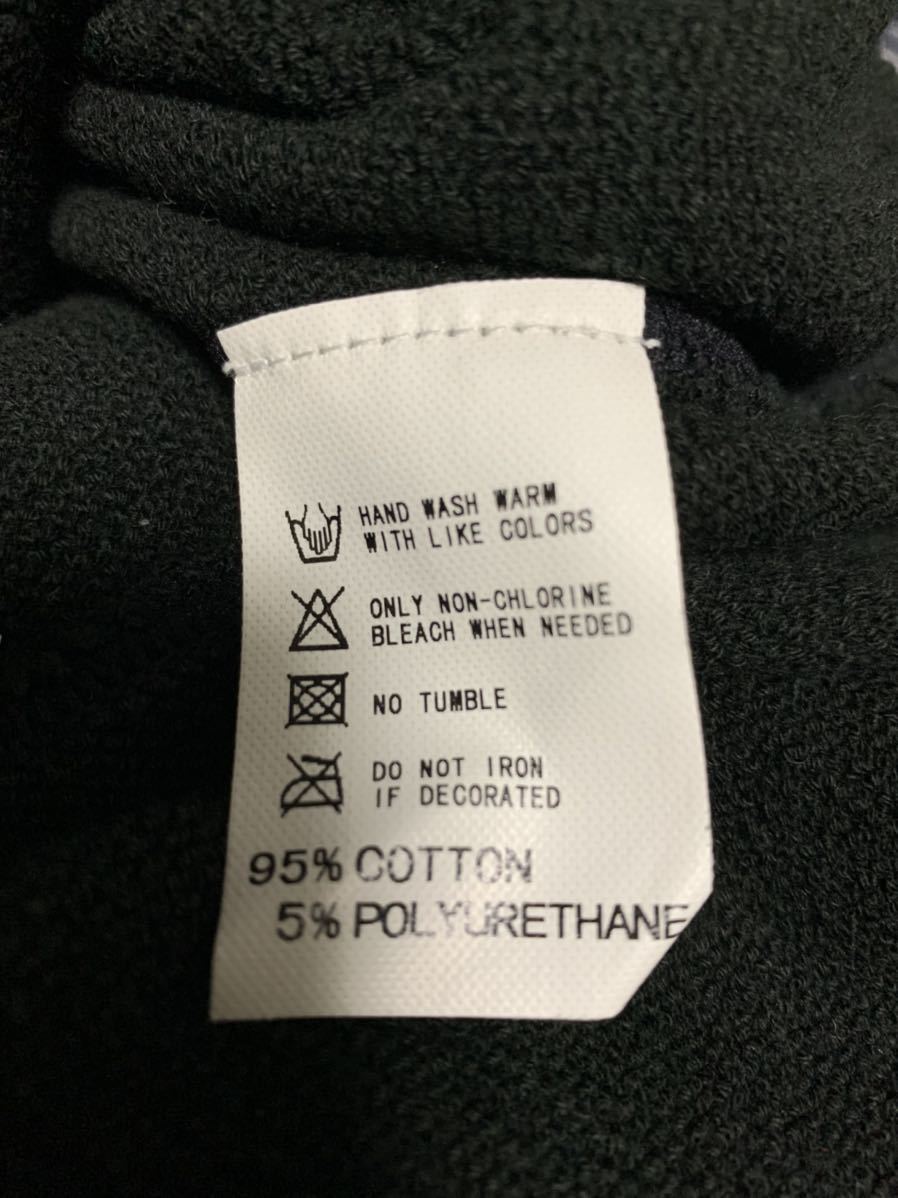 HAND WASH WARM
WITH LIKE COLORS
ONLY NON-CHLORINE
BLEACH WHEN NEEDED
NO TUMBLE
DO NOT IRON
IF DECORATED
95% COTTON
5% POLYURETHANE